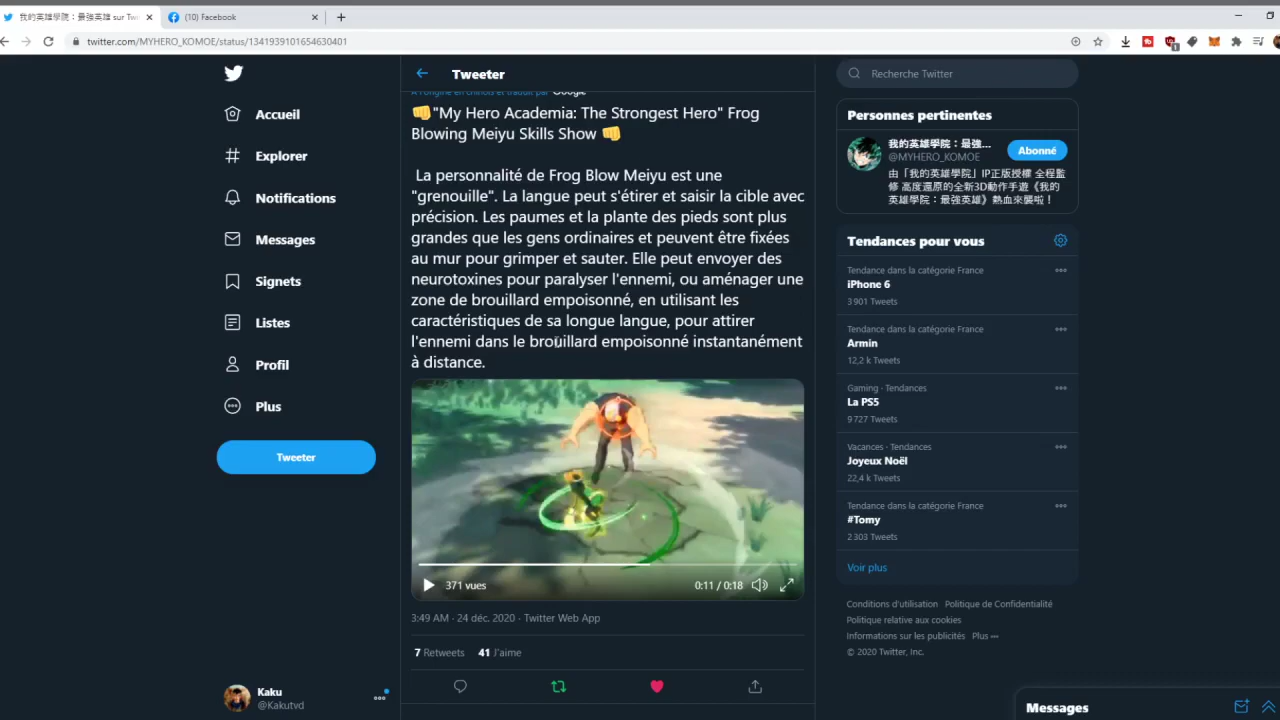 我的英雄學院：最強英雄 sur Twi
(10) Facebook
twitter.com/MYHERO_KOMOE/status/1341939101654630401
Accueil
Explorer
Notifications
Messages
Signets
Listes
Profil
Plus
Tweeter
Kaku
@Kakutvd
Tweeter
À l'origine en chinois et traduit par Google
👊"My Hero Academia: The Strongest Hero" Frog
Blowing Meiyu Skills Show 👊
La personnalité de Frog Blow Meiyu est une
"grenouille". La langue peut s'étirer et saisir la cible avec
précision. Les paumes et la plante des pieds sont plus
grandes que les gens ordinaires et peuvent être fixées
au mur pour grimper et sauter. Elle peut envoyer des
neurotoxines pour paralyser l'ennemi, ou aménager une
zone de brouillard empoisonné, en utilisant les
caractéristiques de sa longue langue, pour attirer
l'ennemi dans le brouillard empoisonné instantanément
à distance.
371 vues
0:11 / 0:18
3:49 AM · 24 déc. 2020 · Twitter Web App
7 Retweets 41 J'aime
Recherche Twitter
Personnes pertinentes
我的英雄學院：最強...
@MYHERO_KOMOE
Abonné
由「我的英雄學院」IP正版授權 全程監
修 高度還原的全新3D動作手遊《我的
英雄學院：最強英雄》熱血來襲啦！
Tendances pour vous
Tendance dans la catégorie France
iPhone 6
3 901 Tweets
Tendance dans la catégorie France
Armin
12,2 k Tweets
Gaming · Tendances
La PS5
9 727 Tweets
Vacances · Tendances
Joyeux Noël
22,4 k Tweets
Tendance dans la catégorie France
#Tomy
2 303 Tweets
Voir plus
Conditions d'utilisation Politique de Confidentialité
Politique relative aux cookies
Informations sur les publicités Plus •••
© 2020 Twitter, Inc.
Messages